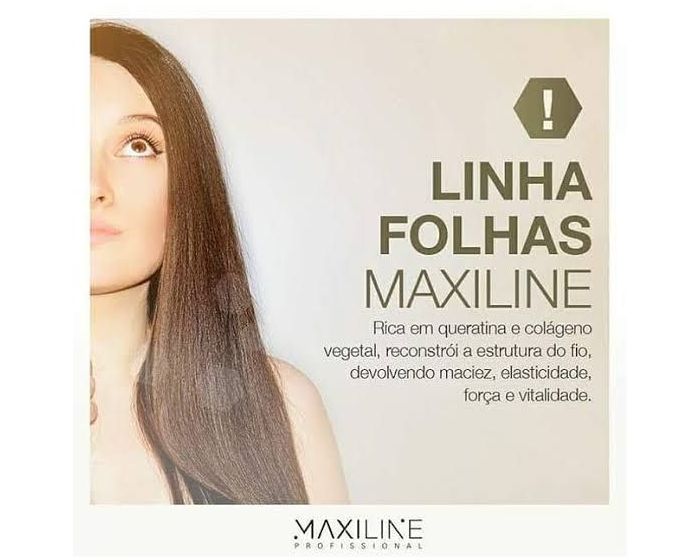 !
LINHA
FOLHAS
MAXILINE
Rica em queratina e colágeno
vegetal, reconstrói a estrutura do fio,
devolvendo maciez, elasticidade,
força e vitalidade.
MAXILINE
PROFISSIONAL